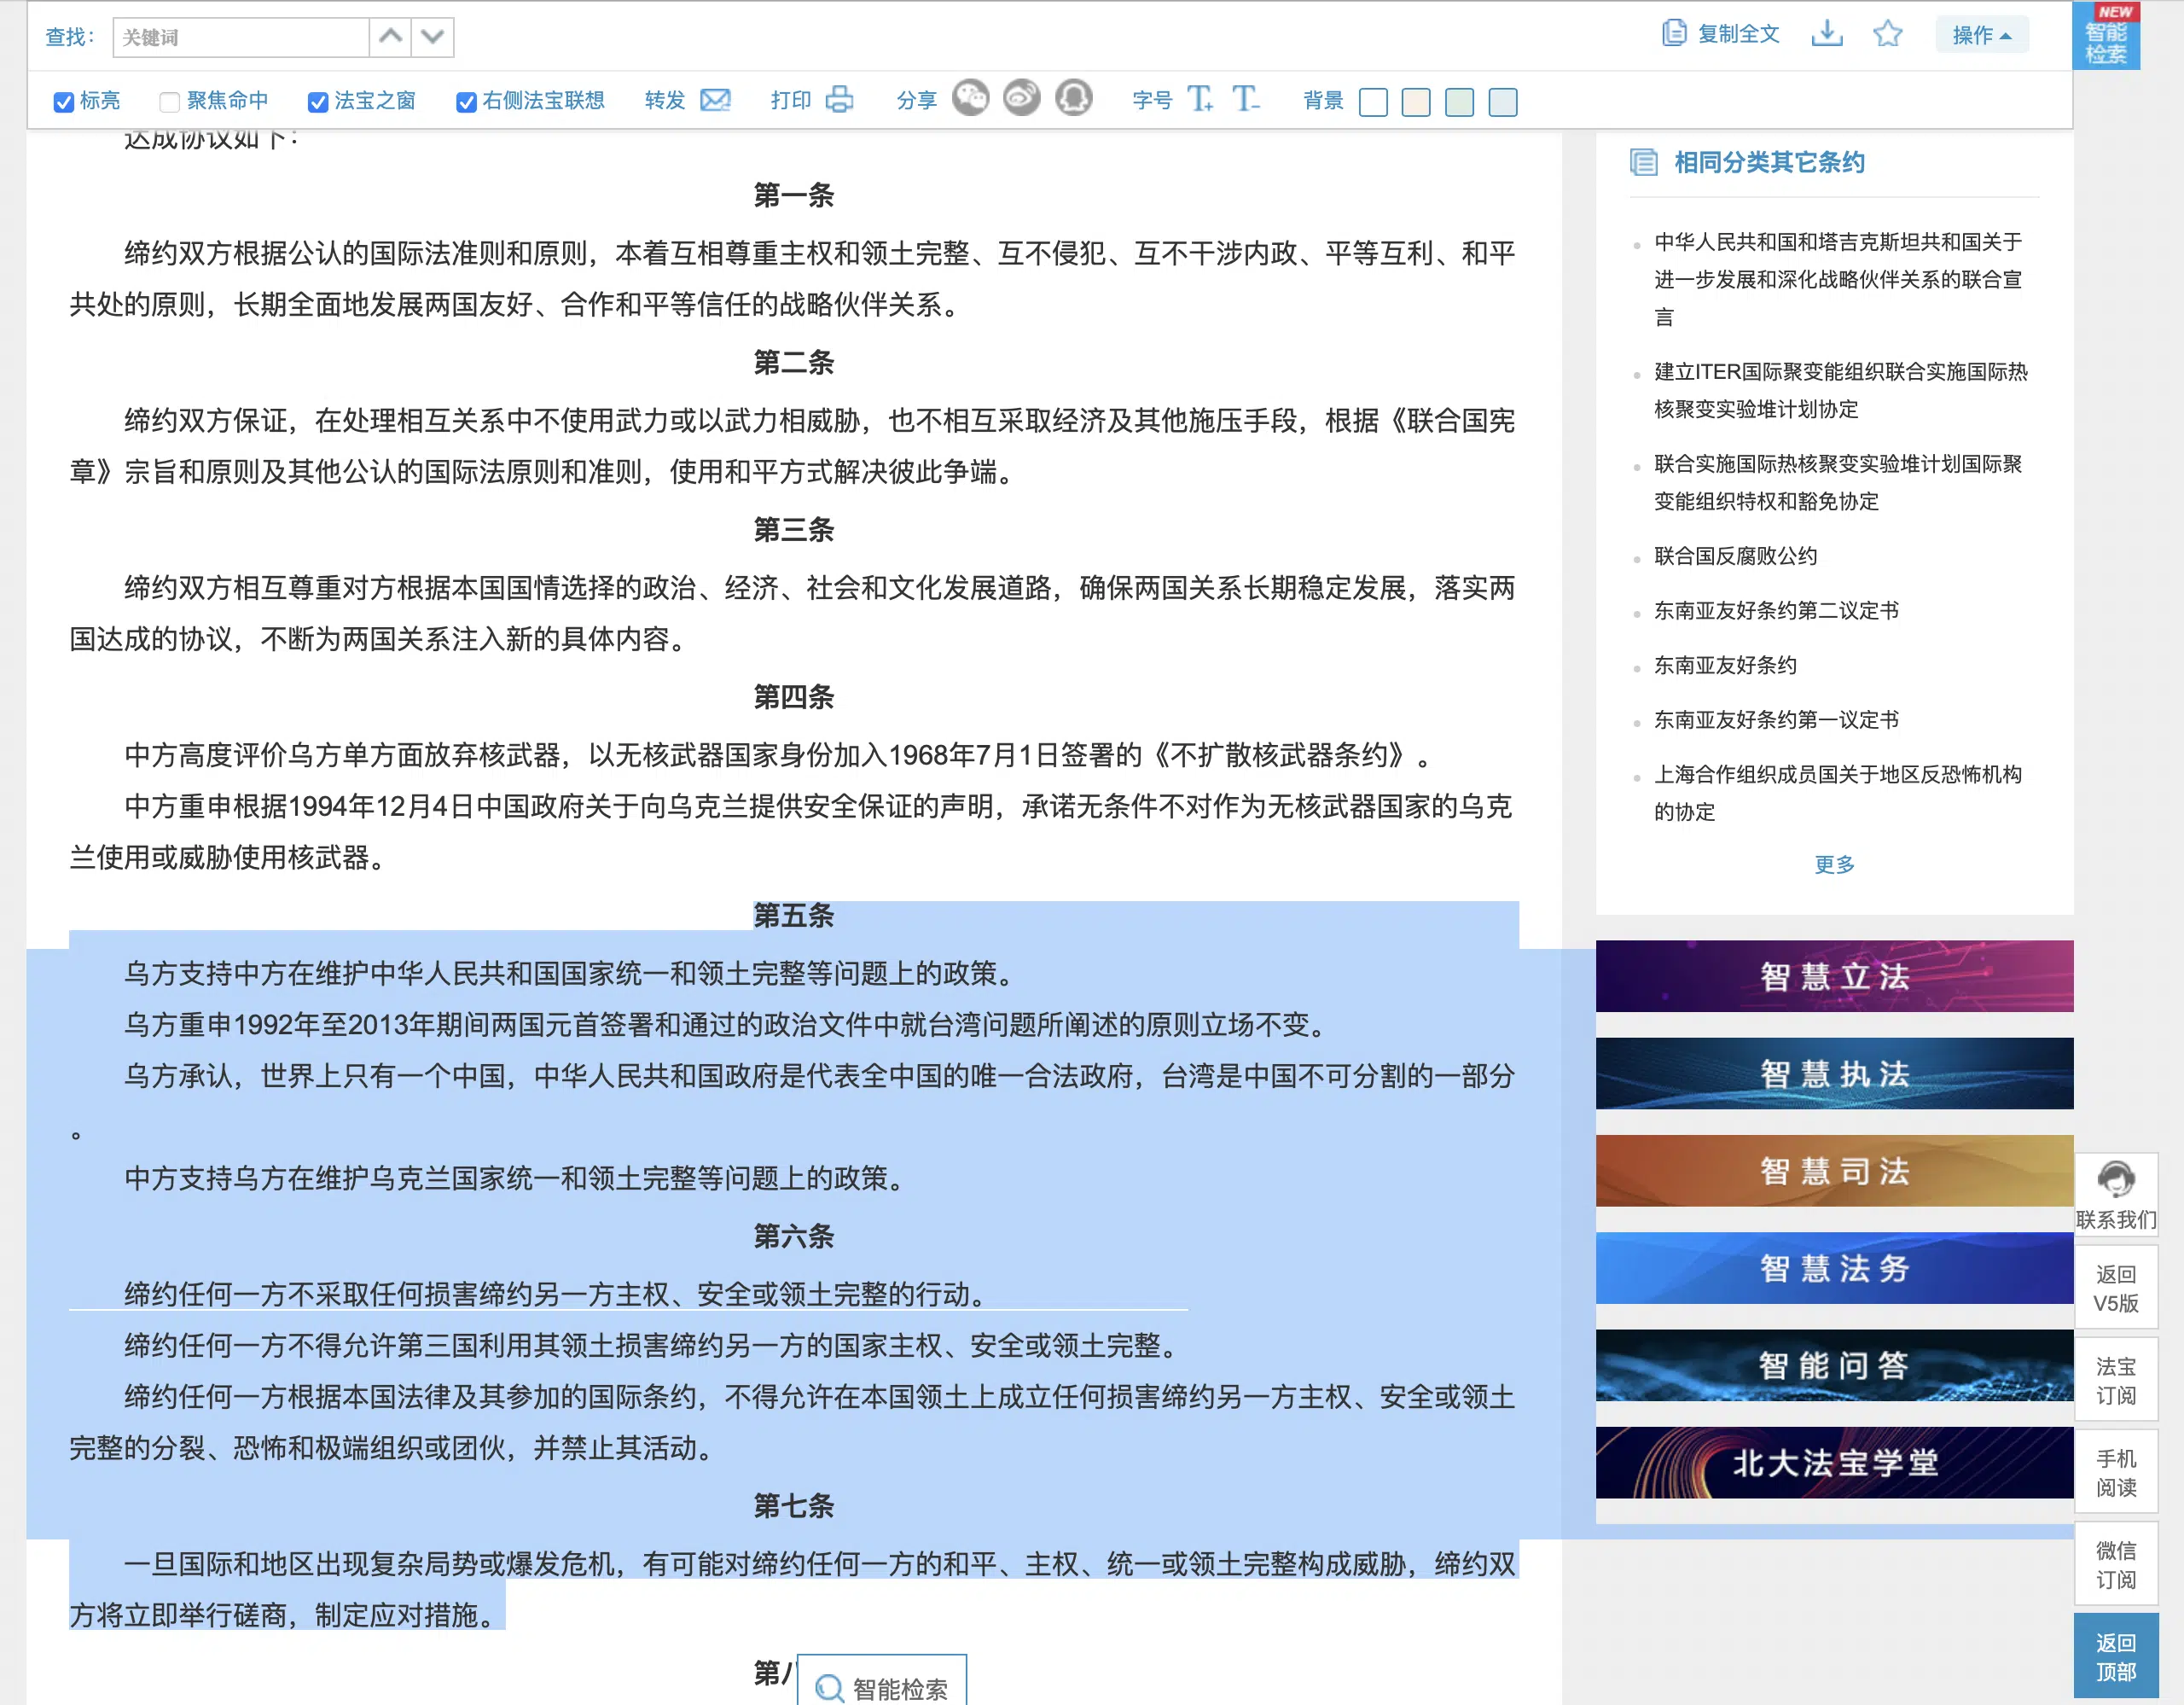 查找：
关键词
复制全文
操作
NEW
智能
检索
标亮
聚焦命中
法宝之窗
右侧法宝联想
转发
打印
分享
字号
T+
T-
背景
达成协议如下：
第一条
缔约双方根据公认的国际法准则和原则，本着互相尊重主权和领土完整、互不侵犯、互不干涉内政、平等互利、和平
共处的原则，长期全面地发展两国友好、合作和平等信任的战略伙伴关系。
第二条
缔约双方保证，在处理相互关系中不使用武力或以武力相威胁，也不相互采取经济及其他施压手段，根据《联合国宪
章》宗旨和原则及其他公认的国际法原则和准则，使用和平方式解决彼此争端。
第三条
缔约双方相互尊重对方根据本国国情选择的政治、经济、社会和文化发展道路，确保两国关系长期稳定发展，落实两
国达成的协议，不断为两国关系注入新的具体内容。
第四条
中方高度评价乌方单方面放弃核武器，以无核武器国家身份加入1968年7月1日签署的《不扩散核武器条约》。
中方重申根据1994年12月4日中国政府关于向乌克兰提供安全保证的声明，承诺无条件不对作为无核武器国家的乌克
兰使用或威胁使用核武器。
第五条
乌方支持中方在维护中华人民共和国国家统一和领土完整等问题上的政策。
乌方重申1992年至2013年期间两国元首签署和通过的政治文件中就台湾问题所阐述的原则立场不变。
乌方承认，世界上只有一个中国，中华人民共和国政府是代表全中国的唯一合法政府，台湾是中国不可分割的一部分
。
中方支持乌方在维护乌克兰国家统一和领土完整等问题上的政策。
第六条
缔约任何一方不采取任何损害缔约另一方主权、安全或领土完整的行动。
缔约任何一方不得允许第三国利用其领土损害缔约另一方的国家主权、安全或领土完整。
缔约任何一方根据本国法律及其参加的国际条约，不得允许在本国领土上成立任何损害缔约另一方主权、安全或领土
完整的分裂、恐怖和极端组织或团伙，并禁止其活动。
第七条
一旦国际和地区出现复杂局势或爆发危机，有可能对缔约任何一方的和平、主权、统一或领土完整构成威胁，缔约双
方将立即举行磋商，制定应对措施。
第八
智能检索
相同分类其它条约
中华人民共和国和塔吉克斯坦共和国关于
进一步发展和深化战略伙伴关系的联合宣
言
建立ITER国际聚变能组织联合实施国际热
核聚变实验堆计划协定
联合实施国际热核聚变实验堆计划国际聚
变能组织特权和豁免协定
联合国反腐败公约
东南亚友好条约第二议定书
东南亚友好条约
东南亚友好条约第一议定书
上海合作组织成员国关于地区反恐怖机构
的协定
更多
智慧立法
智慧执法
智慧司法
智慧法务
智能问答
北大法宝学堂
联系我们
返回
V5版
法宝
订阅
手机
阅读
微信
订阅
返回
顶部